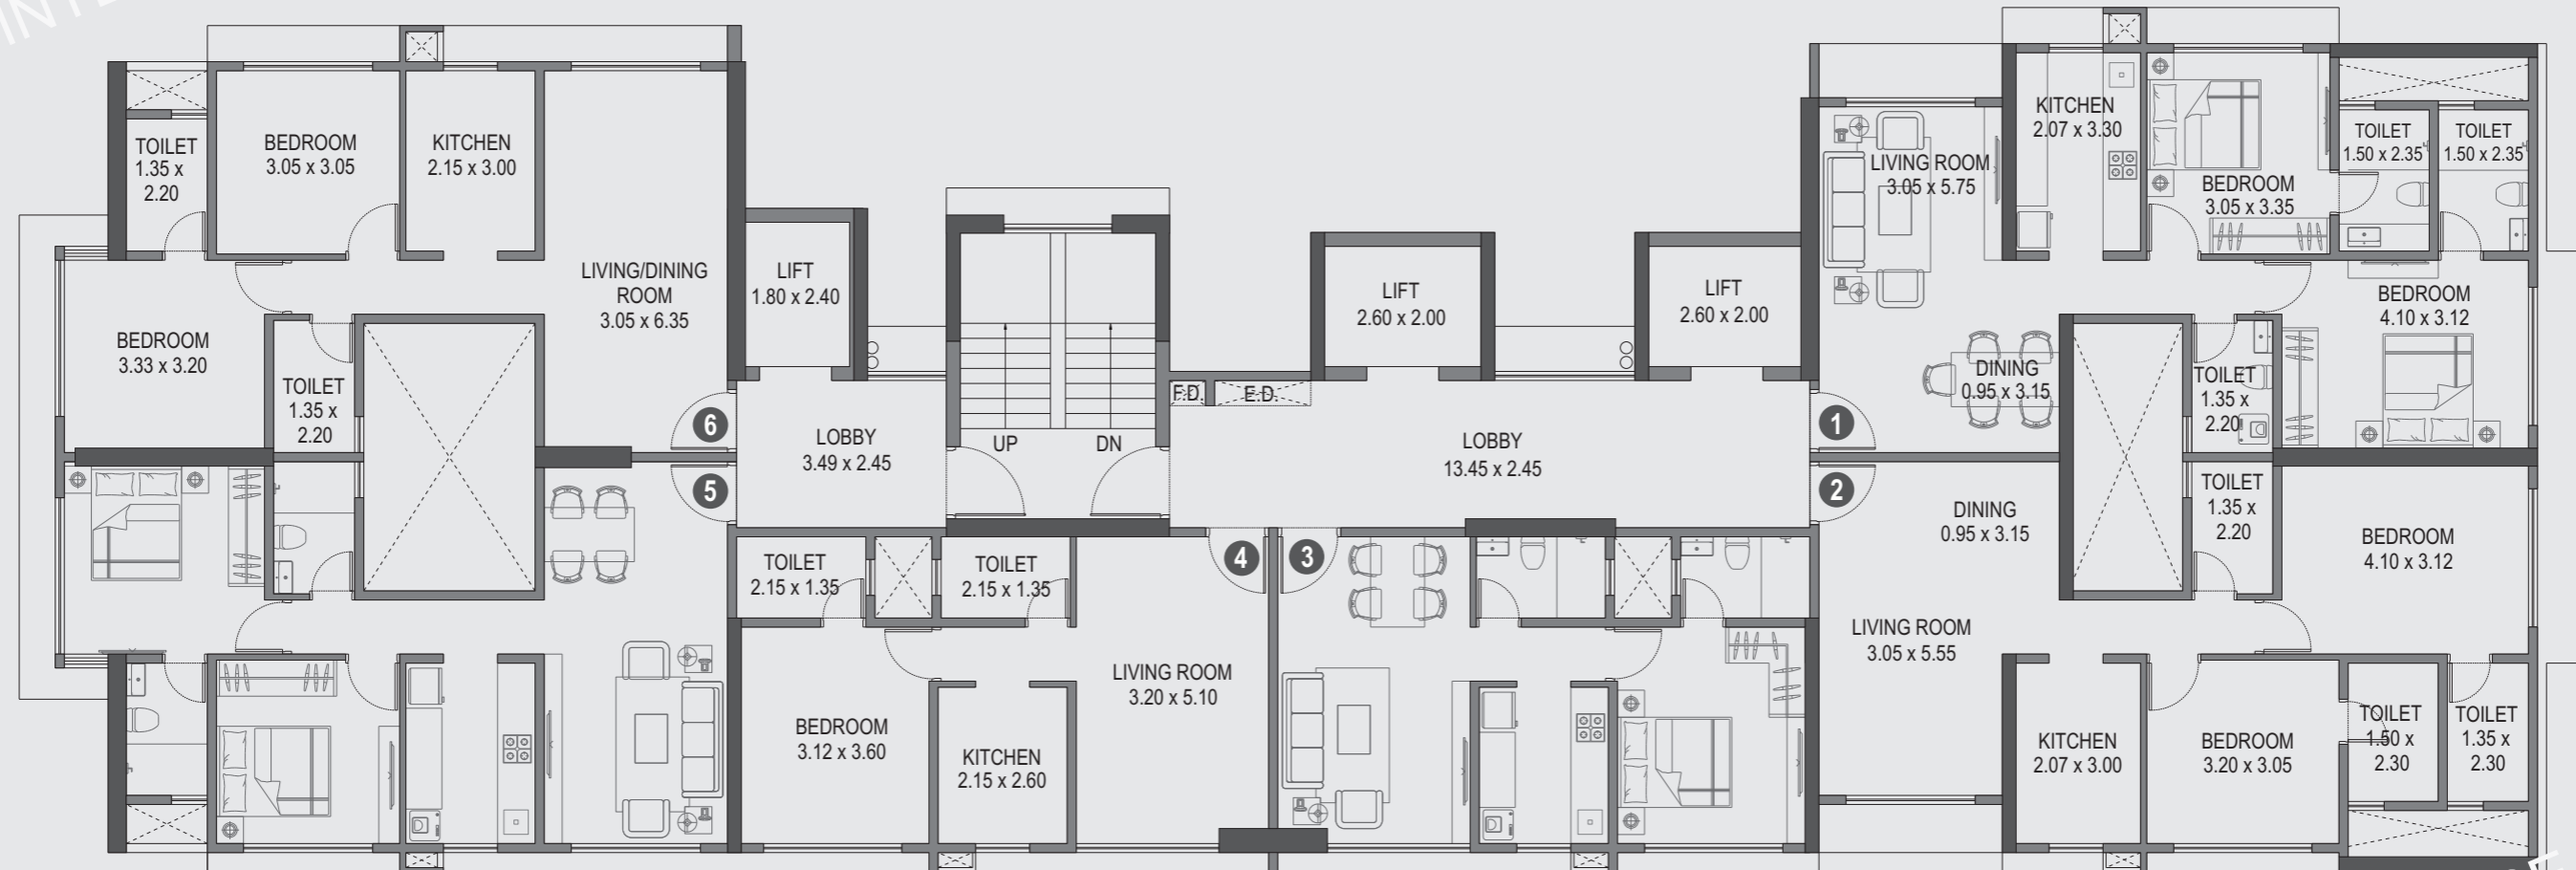 INTE
TOILET
1.35 x
2.20
BEDROOM
3.05 x 3.05
KITCHEN
2.15 x 3.00
LIVING/DINING
ROOM
3.05 x 6.35
BEDROOM
3.33 x 3.20
TOILET
1.35 x
2.20
6
5
LIFT
1.80 x 2.40
LOBBY
3.49 x 2.45
UP
DN
F.D.
E.D.
LIFT
2.60 x 2.00
LIFT
2.60 x 2.00
LOBBY
13.45 x 2.45
1
2
LIVING ROOM
3.05 x 5.75
KITCHEN
2.07 x 3.30
BEDROOM
3.05 x 3.35
TOILET
1.50 x 2.35
TOILET
1.50 x 2.35
BEDROOM
4.10 x 3.12
DINING
0.95 x 3.15
TOILET
1.35 x
2.20
TOILET
2.15 x 1.35
TOILET
2.15 x 1.35
4
3
BEDROOM
3.12 x 3.60
KITCHEN
2.15 x 2.60
LIVING ROOM
3.20 x 5.10
DINING
0.95 x 3.15
LIVING ROOM
3.05 x 5.55
TOILET
1.35 x
2.20
BEDROOM
4.10 x 3.12
KITCHEN
2.07 x 3.00
BEDROOM
3.20 x 3.05
TOILET
1.50 x
2.30
TOILET
1.35 x
2.30